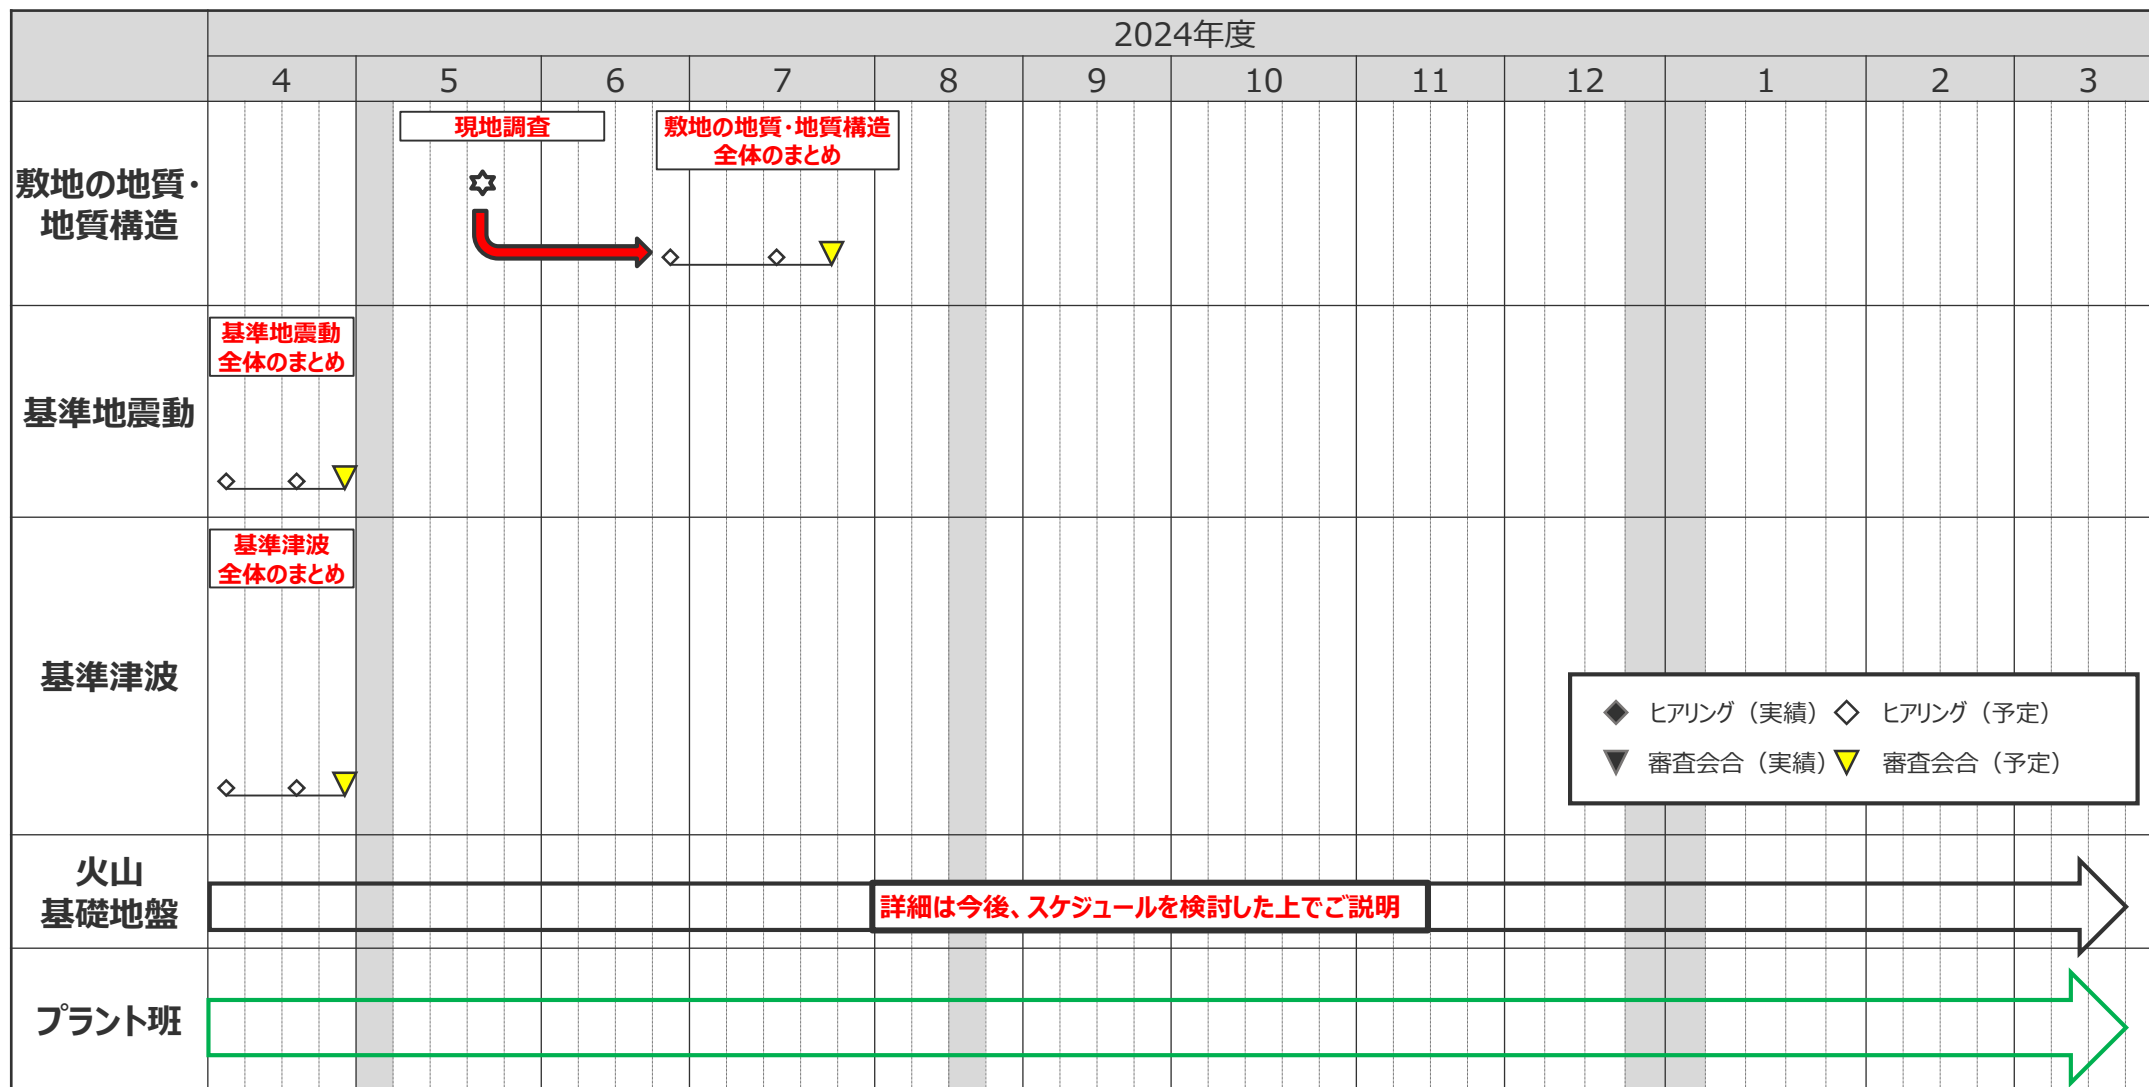 2024年度
4 5 6 7 8 9 10 11 12 1 2 3
敷地の地質・
地質構造
現地調査
敷地の地質・地質構造
全体のまとめ
基準地震動
基準地震動
全体のまとめ
基準津波
基準津波
全体のまとめ
◆ ヒアリング（実績） ◇ ヒアリング（予定）
▼ 審査会合（実績） ▽ 審査会合（予定）
火山
基礎地盤
詳細は今後、スケジュールを検討した上でご説明
プラント班